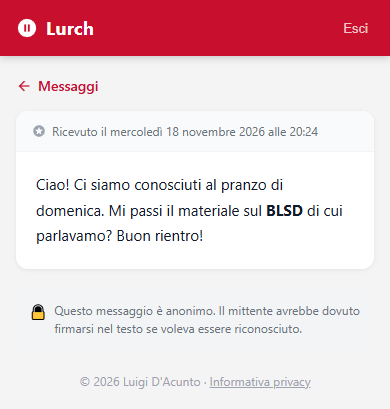 Lurch
Esci
← Messaggi
Ricevuto il mercoledì 18 novembre 2026 alle 20:24
Ciao! Ci siamo conosciuti al pranzo di
domenica. Mi passi il materiale sul BLSD di cui
parlavamo? Buon rientro!
Questo messaggio è anonimo. Il mittente avrebbe dovuto
firmarsi nel testo se voleva essere riconosciuto.
© 2026 Luigi D'Acunto · Informativa privacy